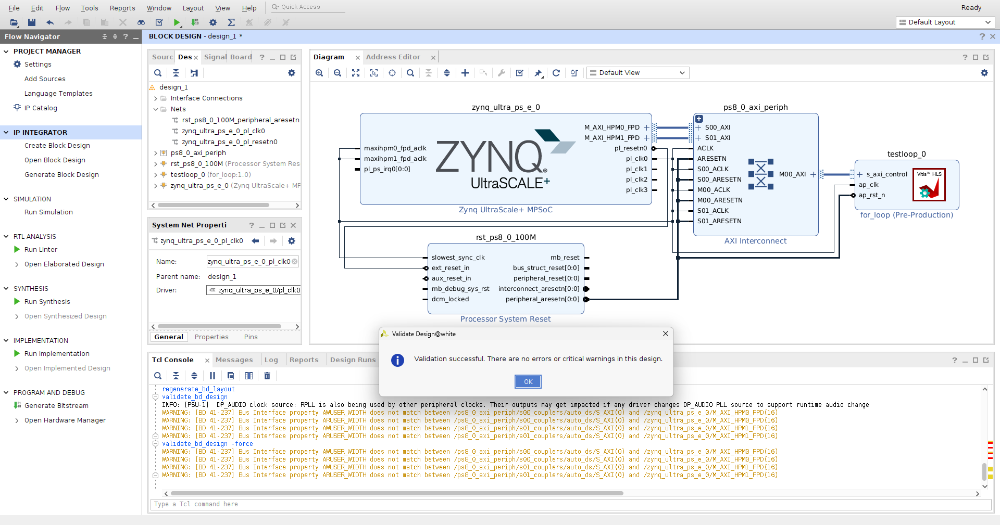 File Edit Flow Tools Reports Window Layout View Help Quick Access Ready
Default Layout
Flow Navigator
PROJECT MANAGER
Settings
Add Sources
Language Templates
IP Catalog
IP INTEGRATOR
Create Block Design
Open Block Design
Generate Block Design
SIMULATION
Run Simulation
RTL ANALYSIS
Run Linter
Open Elaborated Design
SYNTHESIS
Run Synthesis
Open Synthesized Design
IMPLEMENTATION
Run Implementation
Open Implemented Design
PROGRAM AND DEBUG
Generate Bitstream
Open Hardware Manager
BLOCK DESIGN - design_1 *
Sourc Des Signal Board
design_1
Interface Connections
Nets
rst_ps8_0_100M_peripheral_aresetn
zynq_ultra_ps_e_0_pl_clk0
zynq_ultra_ps_e_0_pl_resetn0
ps8_0_axi_periph
rst_ps8_0_100M (Processor System Res
testloop_0 (for_loop:1.0)
zynq_ultra_ps_e_0 (Zynq UltraScale+ MP
System Net Properti
zynq_ultra_ps_e_0_pl_clk0
Name: zynq_ultra_ps_e_0_pl_clk0
Parent name: design_1
Driver: zynq_ultra_ps_e_0/pl_clk0
General Properties Pins
Diagram Address Editor
Default View
zynq_ultra_ps_e_0
maxihpm0_fpd_aclk
maxihpm1_fpd_aclk
pl_ps_irq0[0:0]
ZYNQ®
UltraSCALE+
M_AXI_HPM0_FPD
M_AXI_HPM1_FPD
pl_resetn0
pl_clk0
pl_clk1
pl_clk2
pl_clk3
Zynq UltraScale+ MPSoC
ps8_0_axi_periph
S00_AXI
S01_AXI
ACLK
ARESETN
S00_ACLK
S00_ARESETN
M00_ACLK
M00_ARESETN
S01_ACLK
S01_ARESETN
M00_AXI
AXI Interconnect
testloop_0
s_axi_control
ap_clk
ap_rst_n
Vitis™ HLS
for_loop (Pre-Production)
rst_ps8_0_100M
slowest_sync_clk
ext_reset_in
aux_reset_in
mb_debug_sys_rst
dcm_locked
mb_reset
bus_struct_reset[0:0]
peripheral_reset[0:0]
interconnect_aresetn[0:0]
peripheral_aresetn[0:0]
Processor System Reset
Validate Design@white
Validation successful. There are no errors or critical warnings in this design.
OK
Tcl Console Messages Log Reports Design Runs
regenerate_bd_layout
validate_bd_design
INFO: [PSU-1]  DP_AUDIO clock source: RPLL is also being used by other peripheral clocks. Their outputs may get impacted if any driver changes DP_AUDIO PLL source to support runtime audio change
WARNING: [BD 41-237] Bus Interface property AWUSER_WIDTH does not match between /ps8_0_axi_periph/s00_couplers/auto_ds/S_AXI(0) and /zynq_ultra_ps_e_0/M_AXI_HPM0_FPD(16)
WARNING: [BD 41-237] Bus Interface property ARUSER_WIDTH does not match between /ps8_0_axi_periph/s00_couplers/auto_ds/S_AXI(0) and /zynq_ultra_ps_e_0/M_AXI_HPM0_FPD(16)
WARNING: [BD 41-237] Bus Interface property AWUSER_WIDTH does not match between /ps8_0_axi_periph/s01_couplers/auto_ds/S_AXI(0) and /zynq_ultra_ps_e_0/M_AXI_HPM1_FPD(16)
WARNING: [BD 41-237] Bus Interface property ARUSER_WIDTH does not match between /ps8_0_axi_periph/s01_couplers/auto_ds/S_AXI(0) and /zynq_ultra_ps_e_0/M_AXI_HPM1_FPD(16)
validate_bd_design -force
WARNING: [BD 41-237] Bus Interface property AWUSER_WIDTH does not match between /ps8_0_axi_periph/s00_couplers/auto_ds/S_AXI(0) and /zynq_ultra_ps_e_0/M_AXI_HPM0_FPD(16)
WARNING: [BD 41-237] Bus Interface property ARUSER_WIDTH does not match between /ps8_0_axi_periph/s00_couplers/auto_ds/S_AXI(0) and /zynq_ultra_ps_e_0/M_AXI_HPM0_FPD(16)
WARNING: [BD 41-237] Bus Interface property AWUSER_WIDTH does not match between /ps8_0_axi_periph/s01_couplers/auto_ds/S_AXI(0) and /zynq_ultra_ps_e_0/M_AXI_HPM1_FPD(16)
WARNING: [BD 41-237] Bus Interface property ARUSER_WIDTH does not match between /ps8_0_axi_periph/s01_couplers/auto_ds/S_AXI(0) and /zynq_ultra_ps_e_0/M_AXI_HPM1_FPD(16)
Type a Tcl command here